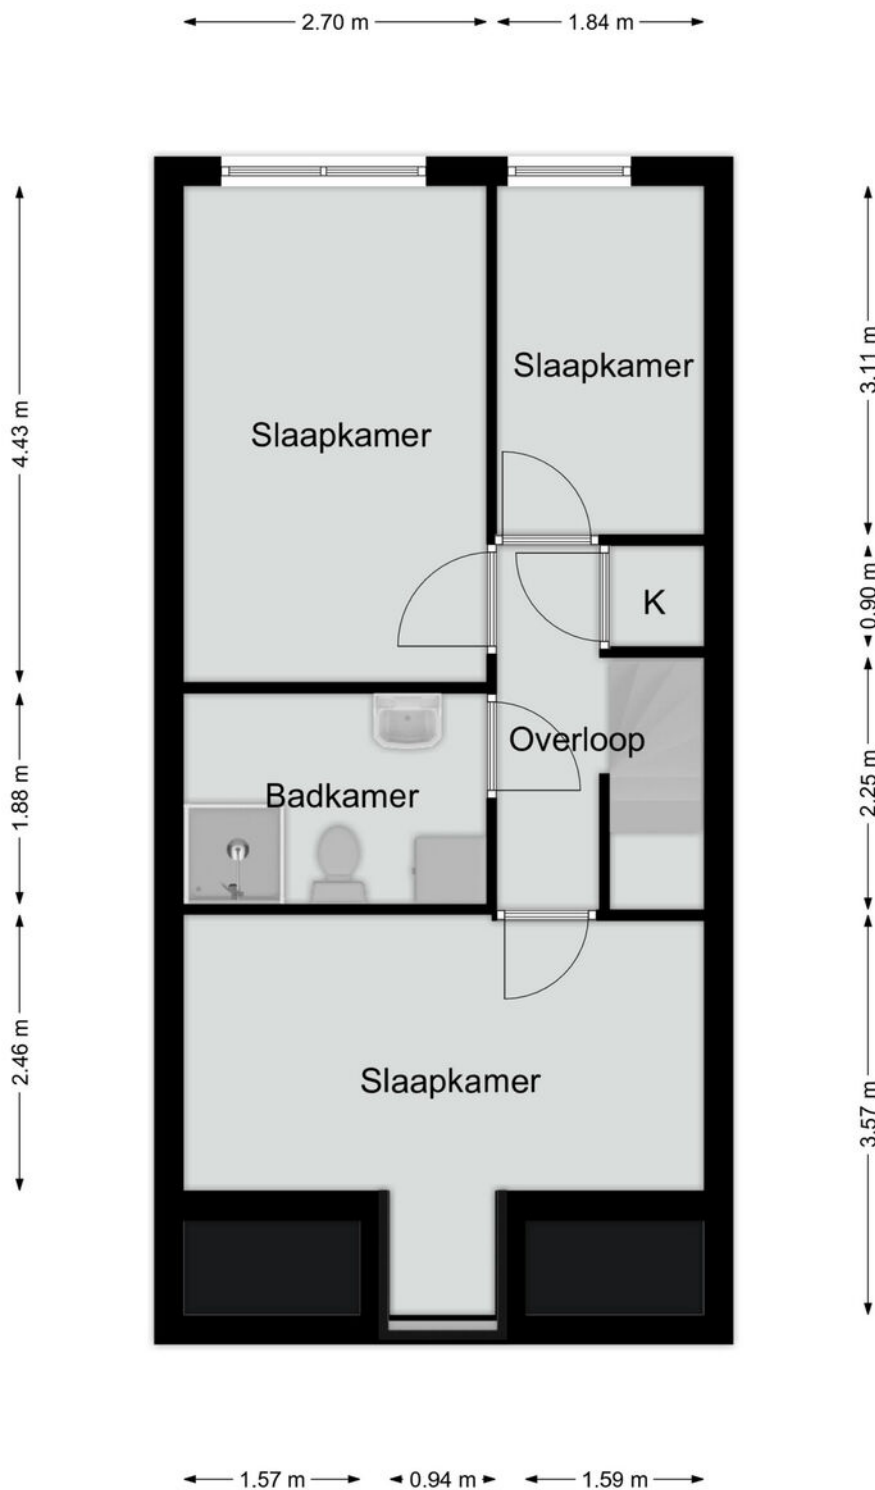 2.70 m
1.84 m
4.43 m
3.11 m
Slaapkamer
Slaapkamer
K
0.90 m
Overloop
Badkamer
1.88 m
2.25 m
Slaapkamer
2.46 m
3.57 m
1.57 m
0.94 m
1.59 m